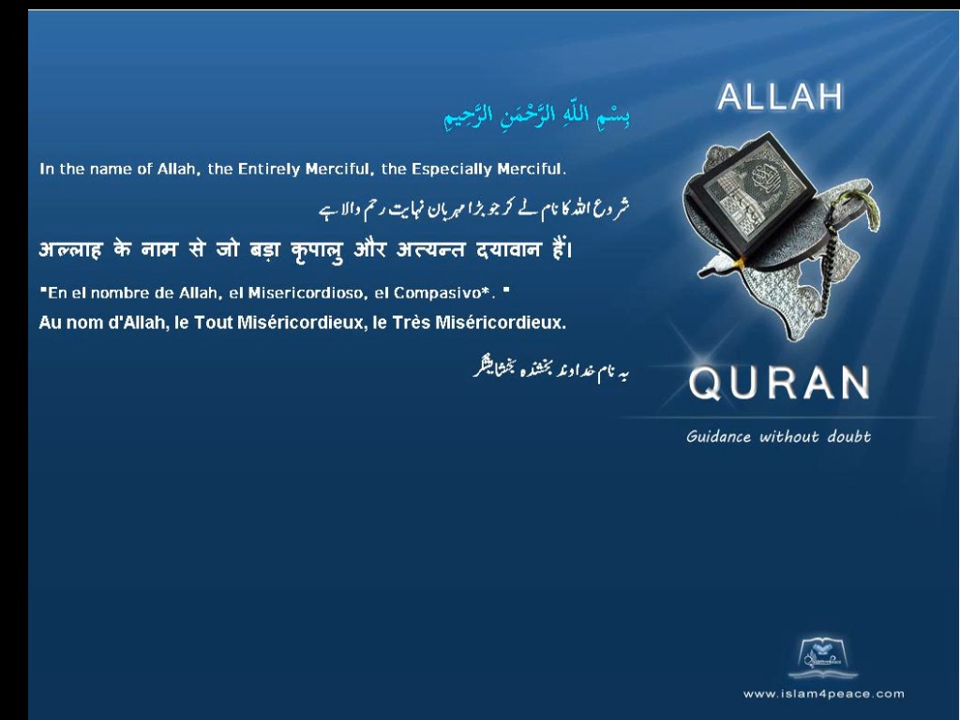 بِسْمِ اللَّهِ الرَّحْمَنِ الرَّحِيمِ
In the name of Allah, the Entirely Merciful, the Especially Merciful.
شروع الله کا نام لے کر جو بڑا مہربان نہایت رحم والا ہے
अल्लाह के नाम से जो बड़ा कृपालु और अत्यन्त दयावान हैं।
"En el nombre de Allah, el Misericordioso, el Compasivo*. "
Au nom d'Allah, le Tout Miséricordieux, le Très Miséricordieux.
به نام خداوند بخشنده بخشایشگر
ALLAH
QURAN
Guidance without doubt
www.islam4peace.com